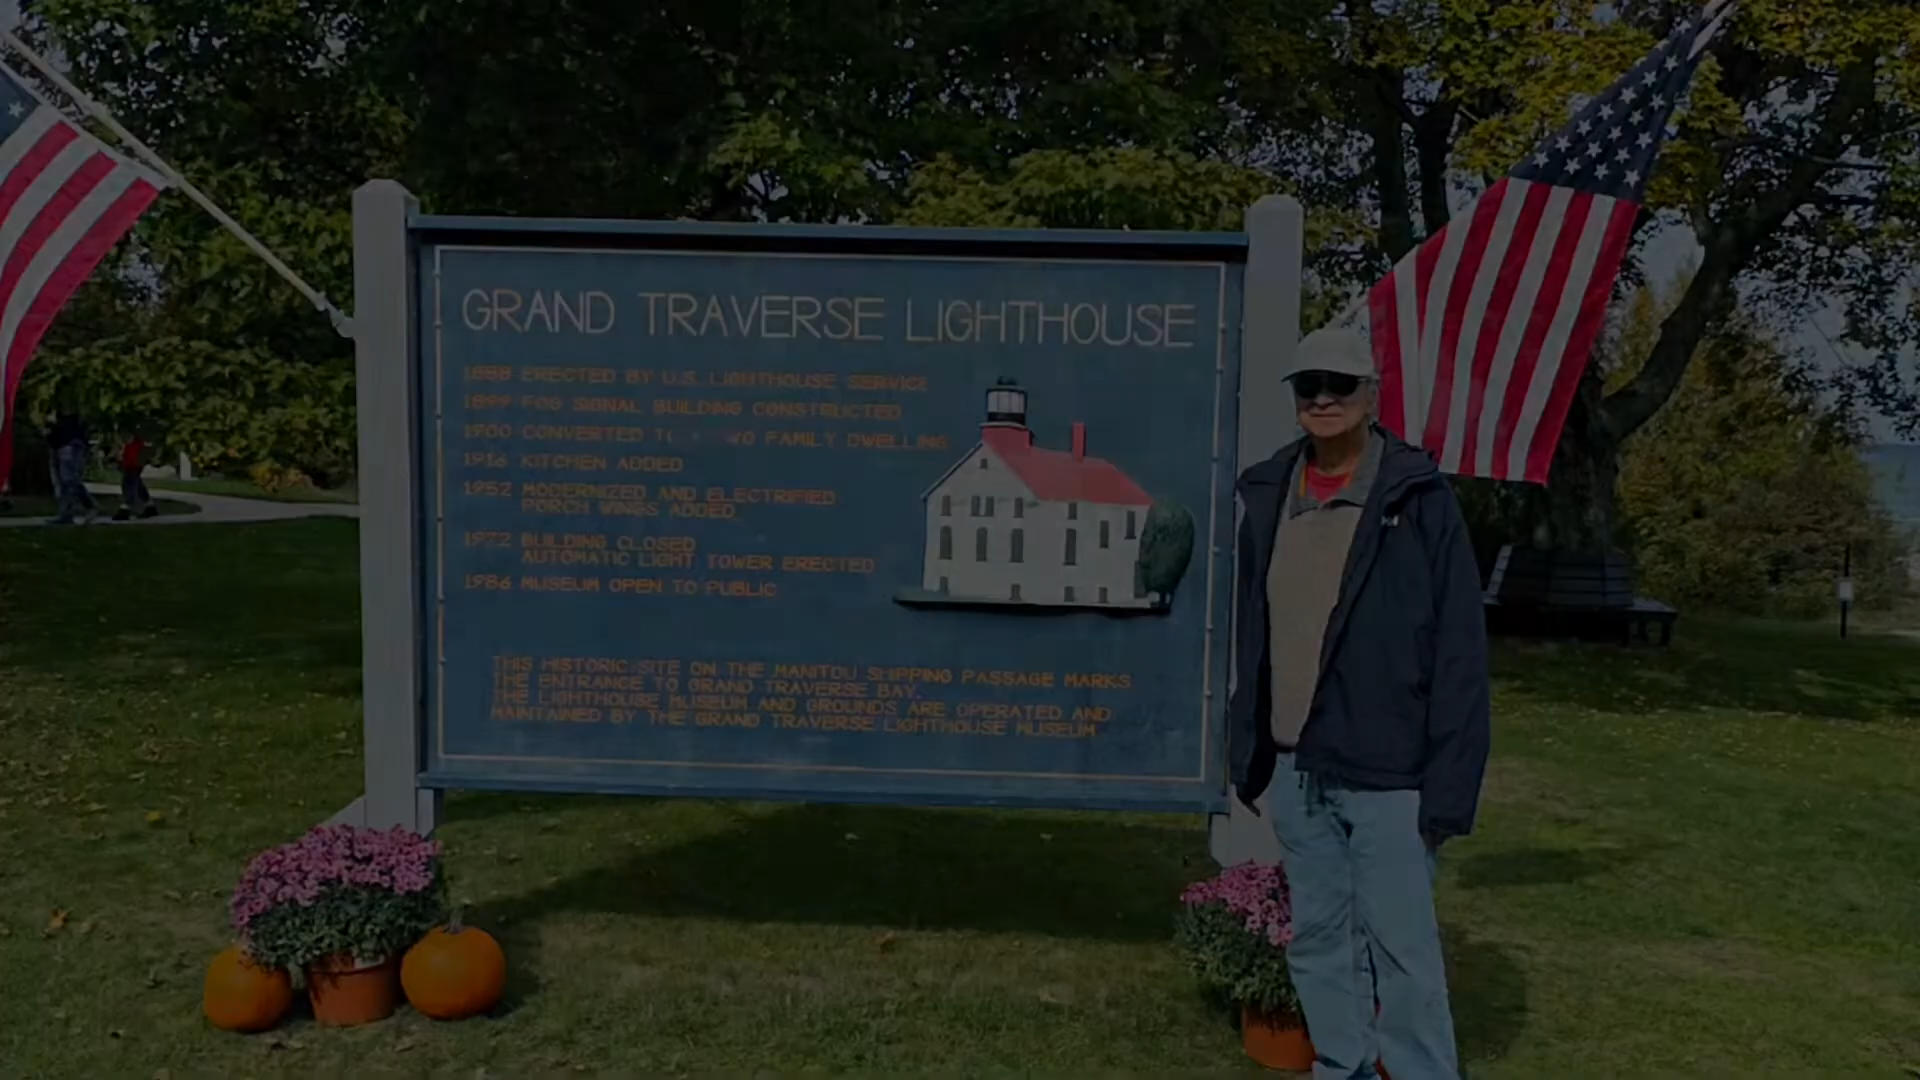 GRAND TRAVERSE LIGHTHOUSE
1888 ERECTED BY U.S. LIGHTHOUSE SERVICE
1899 FOG SIGNAL BUILDING CONSTRUCTED
1900 CONVERTED FAMILY DWELLING
1916 KITCHEN ADDED
1952 MODERNIZED AND ELECTRIFIED
PORCH WINGS ADDED
1972 BUILDING CLOSED
AUTOMATIC LIGHT TOWER ERECTED
1986 MUSEUM OPEN TO PUBLIC
THIS HISTORIC SITE ON THE MANITOU SHIPPING PASSAGE MARKS
THE ENTRANCE TO GRAND TRAVERSE BAY.
THE LIGHTHOUSE MUSEUM AND GROUNDS ARE OPERATED AND
MAINTAINED BY THE GRAND TRAVERSE LIGHTHOUSE MUSEUM